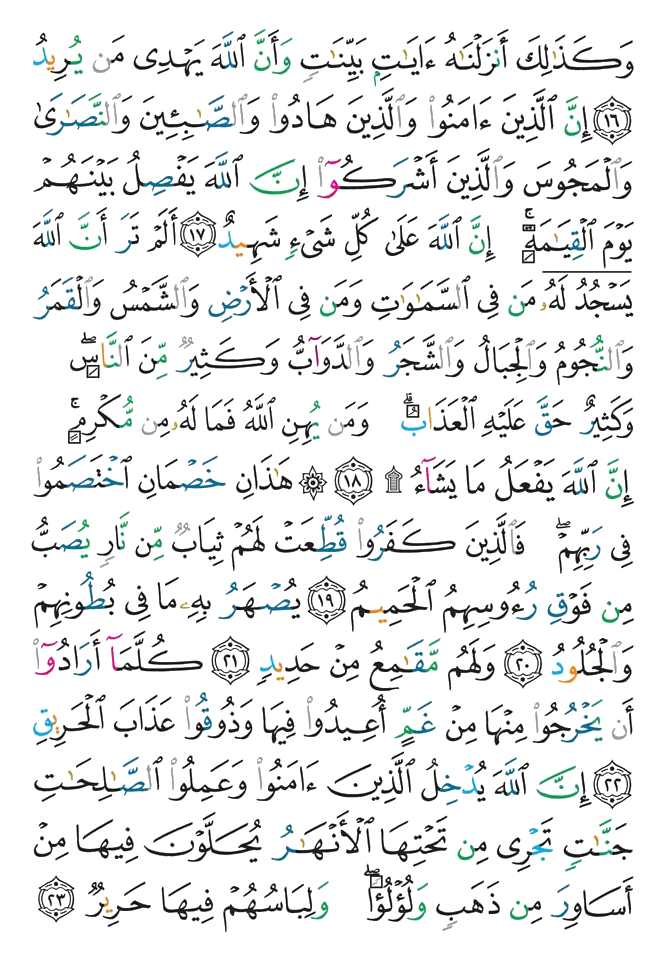 وَكَذَٰلِكَ أَنزَلْنَٰهُ ءَايَٰتٍۭ بَيِّنَٰتٍ وَأَنَّ ٱللَّهَ يَهْدِى مَن يُرِيدُ
﴿١٦﴾ إِنَّ ٱلَّذِينَ ءَامَنُوا۟ وَٱلَّذِينَ هَادُوا۟ وَٱلصَّٰبِـِٔينَ وَٱلنَّصَٰرَىٰ
وَٱلْمَجُوسَ وَٱلَّذِينَ أَشْرَكُوٓا۟ إِنَّ ٱللَّهَ يَفْصِلُ بَيْنَهُمْ
يَوْمَ ٱلْقِيَٰمَةِ ۚ إِنَّ ٱللَّهَ عَلَىٰ كُلِّ شَىْءٍ شَهِيدٌ ﴿١٧﴾ أَلَمْ تَرَ أَنَّ ٱللَّهَ
يَسْجُدُ لَهُۥ مَن فِى ٱلسَّمَٰوَٰتِ وَمَن فِى ٱلْأَرْضِ وَٱلشَّمْسُ وَٱلْقَمَرُ
وَٱلنُّجُومُ وَٱلْجِبَالُ وَٱلشَّجَرُ وَٱلدَّوَآبُّ وَكَثِيرٌ مِّنَ ٱلنَّاسِ ۖ
وَكَثِيرٌ حَقَّ عَلَيْهِ ٱلْعَذَابُ ۗ وَمَن يُهِنِ ٱللَّهُ فَمَا لَهُۥ مِن مُّكْرِمٍ ۚ
إِنَّ ٱللَّهَ يَفْعَلُ مَا يَشَآءُ ۩ ﴿١٨﴾ ۞ هَٰذَانِ خَصْمَانِ ٱخْتَصَمُوا۟
فِى رَبِّهِمْ ۖ فَٱلَّذِينَ كَفَرُوا۟ قُطِّعَتْ لَهُمْ ثِيَابٌ مِّن نَّارٍ يُصَبُّ
مِن فَوْقِ رُءُوسِهِمُ ٱلْحَمِيمُ ﴿١٩﴾ يُصْهَرُ بِهِۦ مَا فِى بُطُونِهِمْ
وَٱلْجُلُودُ ﴿٢٠﴾ وَلَهُم مَّقَٰمِعُ مِنْ حَدِيدٍ ﴿٢١﴾ كُلَّمَآ أَرَادُوٓا۟
أَن يَخْرُجُوا۟ مِنْهَا مِنْ غَمٍّ أُعِيدُوا۟ فِيهَا وَذُوقُوا۟ عَذَابَ ٱلْحَرِيقِ
﴿٢٢﴾ إِنَّ ٱللَّهَ يُدْخِلُ ٱلَّذِينَ ءَامَنُوا۟ وَعَمِلُوا۟ ٱلصَّٰلِحَٰتِ
جَنَّٰتٍ تَجْرِى مِن تَحْتِهَا ٱلْأَنْهَٰرُ يُحَلَّوْنَ فِيهَا مِنْ
أَسَاوِرَ مِن ذَهَبٍ وَلُؤْلُؤًا ۖ وَلِبَاسُهُمْ فِيهَا حَرِيرٌ ﴿٢٣﴾